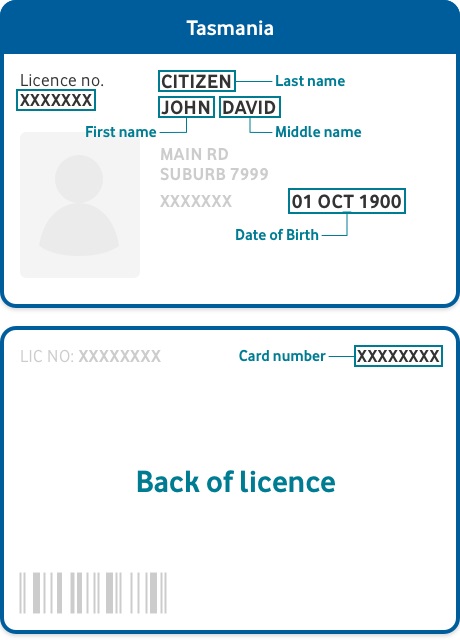 Tasmania
Licence no.
XXXXXXX
CITIZEN Last name
JOHN DAVID
First name Middle name
MAIN RD
SUBURB 7999
XXXXXXX 01 OCT 1900
Date of Birth
LIC NO: XXXXXXXX Card number XXXXXXXX
Back of licence